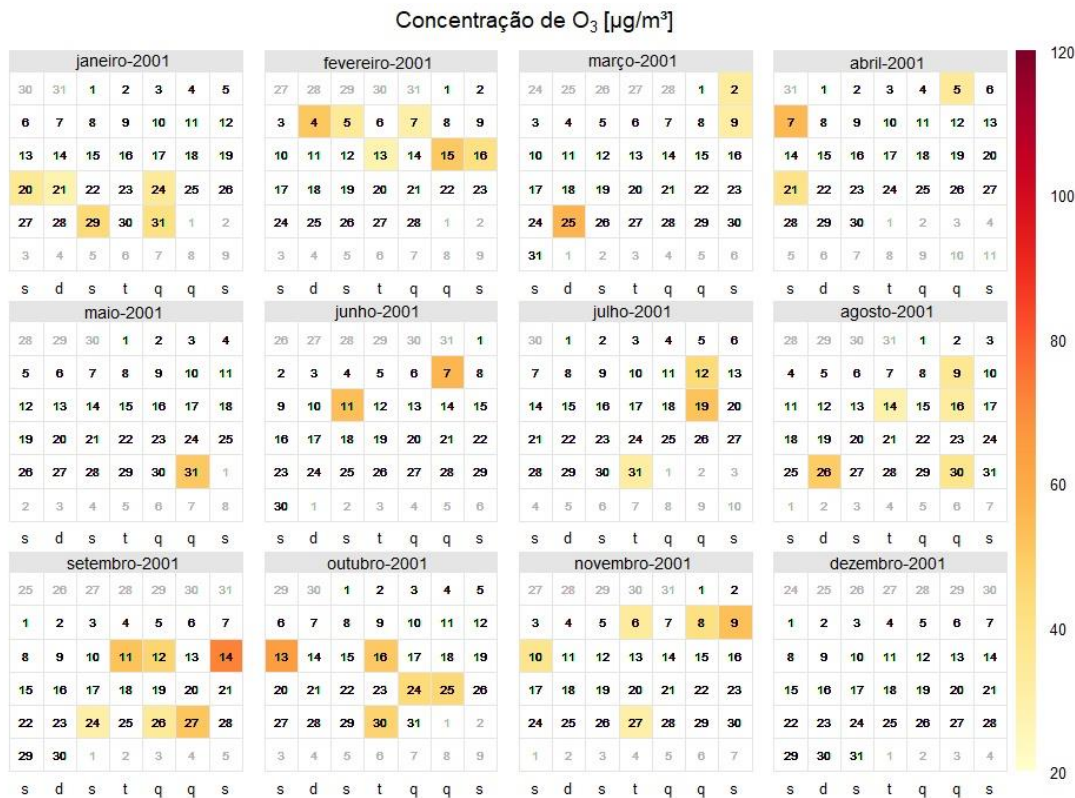 Concentração de O₃ [µg/m³]
janeiro-2001
30 31 1 2 3 4 5
6 7 8 9 10 11 12
13 14 15 16 17 18 19
20 21 22 23 24 25 26
27 28 29 30 31 1 2
3 4 5 6 7 8 9
s d s t q q s
fevereiro-2001
27 28 29 30 31 1 2
3 4 5 6 7 8 9
10 11 12 13 14 15 16
17 18 19 20 21 22 23
24 25 26 27 28 1 2
3 4 5 6 7 8 9
s d s t q q s
março-2001
24 25 26 27 28 1 2
3 4 5 6 7 8 9
10 11 12 13 14 15 16
17 18 19 20 21 22 23
24 25 26 27 28 29 30
31 1 2 3 4 5 6
s d s t q q s
abril-2001
31 1 2 3 4 5 6
7 8 9 10 11 12 13
14 15 16 17 18 19 20
21 22 23 24 25 26 27
28 29 30 1 2 3 4
5 6 7 8 9 10 11
s d s t q q s
maio-2001
28 29 30 1 2 3 4
5 6 7 8 9 10 11
12 13 14 15 16 17 18
19 20 21 22 23 24 25
26 27 28 29 30 31 1
2 3 4 5 6 7 8
s d s t q q s
junho-2001
26 27 28 29 30 31 1
2 3 4 5 6 7 8
9 10 11 12 13 14 15
16 17 18 19 20 21 22
23 24 25 26 27 28 29
30 1 2 3 4 5 6
s d s t q q s
julho-2001
30 1 2 3 4 5 6
7 8 9 10 11 12 13
14 15 16 17 18 19 20
21 22 23 24 25 26 27
28 29 30 31 1 2 3
4 5 6 7 8 9 10
s d s t q q s
agosto-2001
28 29 30 31 1 2 3
4 5 6 7 8 9 10
11 12 13 14 15 16 17
18 19 20 21 22 23 24
25 26 27 28 29 30 31
1 2 3 4 5 6 7
s d s t q q s
setembro-2001
25 26 27 28 29 30 31
1 2 3 4 5 6 7
8 9 10 11 12 13 14
15 16 17 18 19 20 21
22 23 24 25 26 27 28
29 30 1 2 3 4 5
s d s t q q s
outubro-2001
29 30 1 2 3 4 5
6 7 8 9 10 11 12
13 14 15 16 17 18 19
20 21 22 23 24 25 26
27 28 29 30 31 1 2
3 4 5 6 7 8 9
s d s t q q s
novembro-2001
27 28 29 30 31 1 2
3 4 5 6 7 8 9
10 11 12 13 14 15 16
17 18 19 20 21 22 23
24 25 26 27 28 29 30
1 2 3 4 5 6 7
s d s t q q s
dezembro-2001
24 25 26 27 28 29 30
1 2 3 4 5 6 7
8 9 10 11 12 13 14
15 16 17 18 19 20 21
22 23 24 25 26 27 28
29 30 31 1 2 3 4
s d s t q q s
120
100
80
60
40
20